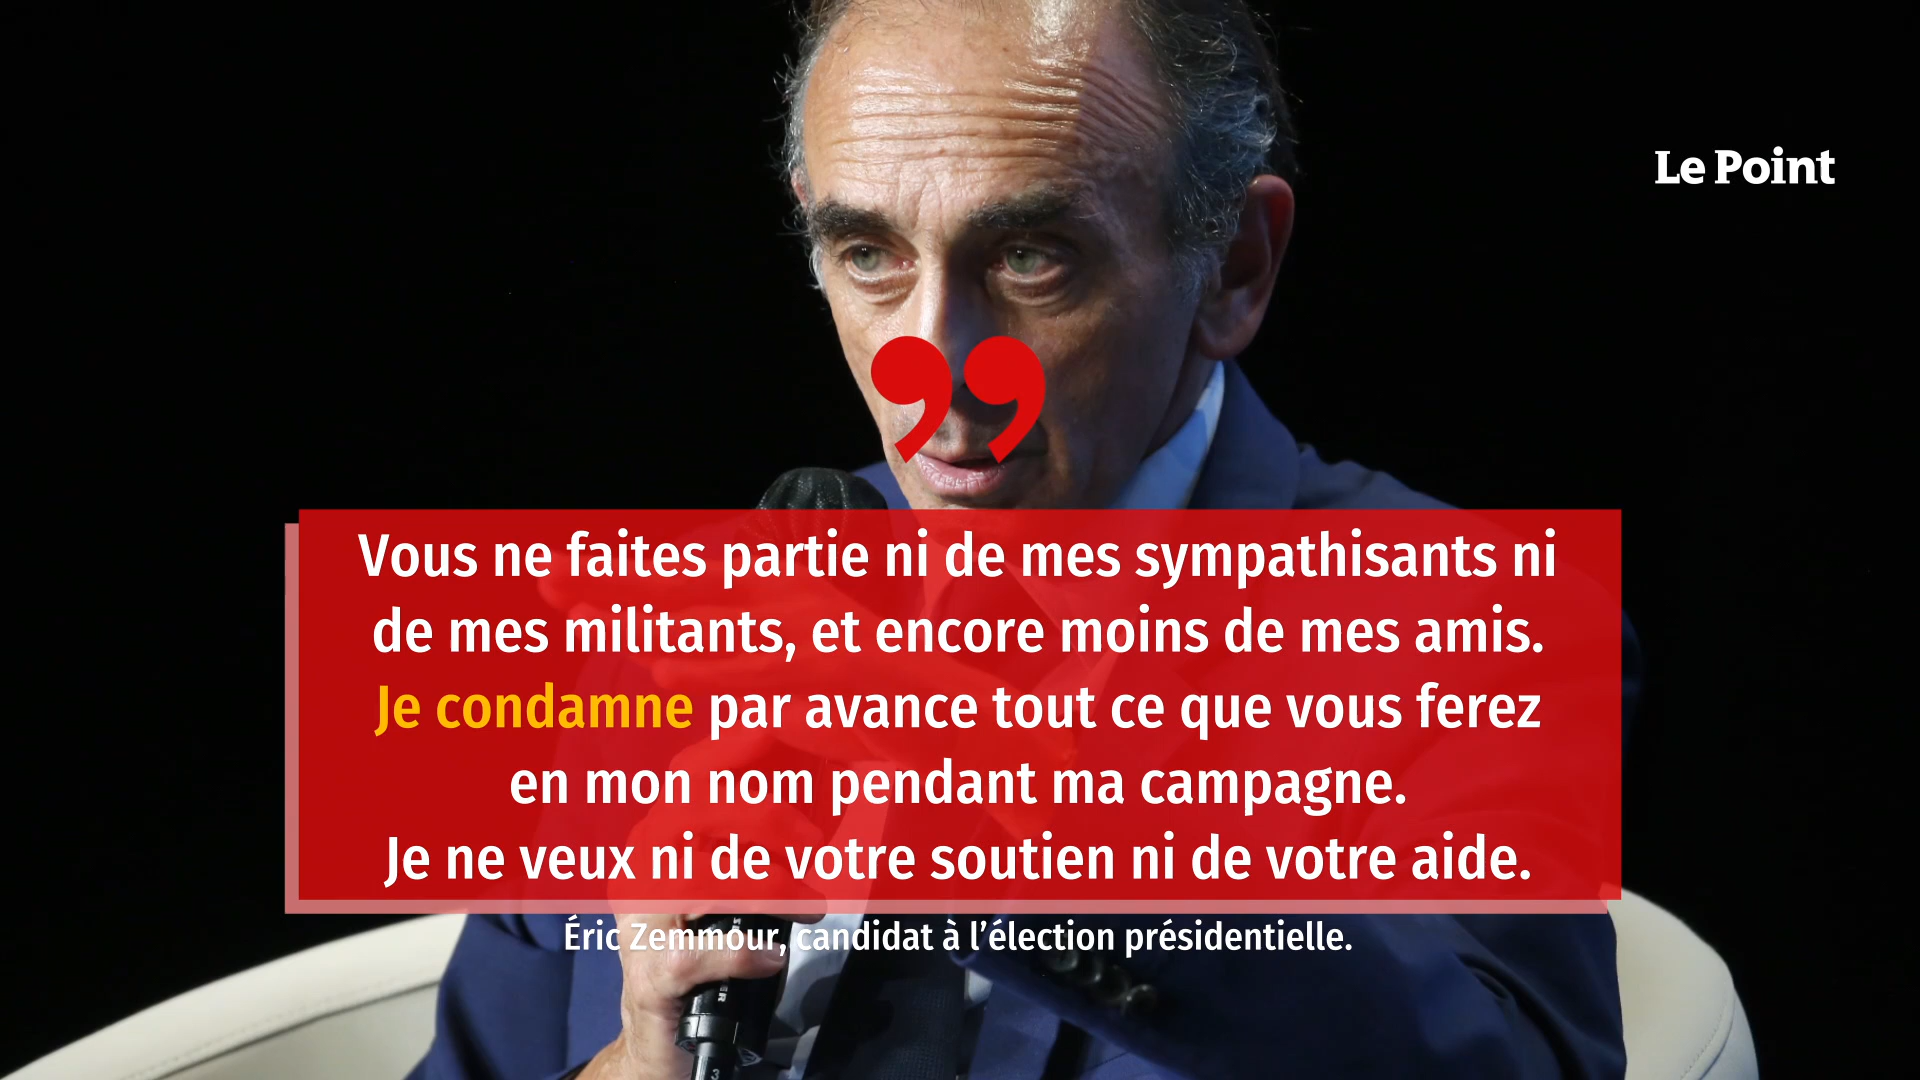 Le Point
”
Vous ne faites partie ni de mes sympathisants ni
de mes militants, et encore moins de mes amis.
Je condamne par avance tout ce que vous ferez
en mon nom pendant ma campagne.
Je ne veux ni de votre soutien ni de votre aide.
Éric Zemmour, candidat à l’élection présidentielle.
3